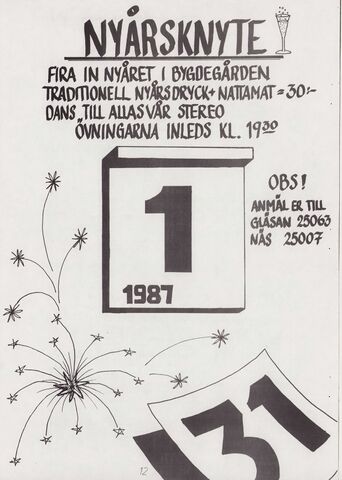 NYÅRSKNYTE!
FIRA IN NYÅRET I BYGDEGÅRDEN
TRADITIONELL NYÅRSDRYCK + NATTAMAT = 30:-
DANS „TILL ALLAS VÅR STEREO
ÖVNINGARNA INLEDS KL. 19³⁰
OBS!
ANMÄL ER TILL
GLÄSAN 25063
NÄS 25007
1
1987
31
12